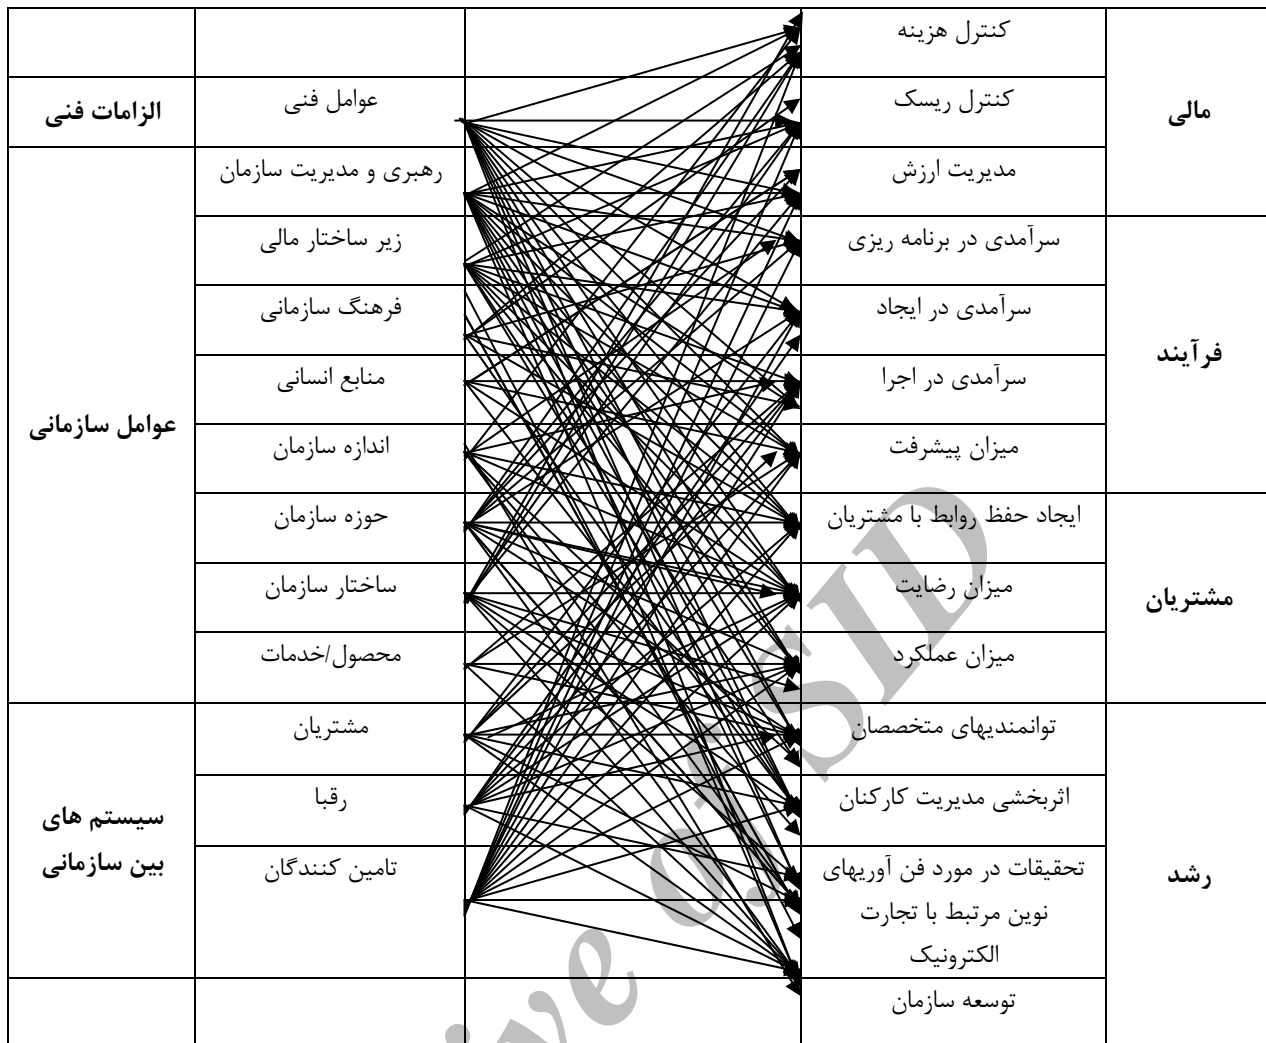 کنترل هزینه
مالی
کنترل ریسک
عوامل فنی
الزامات فنی
مدیریت ارزش
رهبری و مدیریت سازمان
عوامل سازمانی
سرآمدی در برنامه ریزی
زیر ساختار مالی
فرآیند
سرآمدی در ایجاد
فرهنگ سازمانی
سرآمدی در اجرا
منابع انسانی
میزان پیشرفت
اندازه سازمان
ایجاد حفظ روابط با مشتریان
حوزه سازمان
مشتریان
میزان رضایت
ساختار سازمان
میزان عملکرد
محصول/خدمات
توانمندیهای متخصصان
مشتریان
رشد
سیستم های
بین سازمانی
اثربخشی مدیریت کارکنان
رقبا
تحقیقات در مورد فن آوریهای
نوین مرتبط با تجارت
الکترونیک
تامین کنندگان
توسعه سازمان
ive of SID